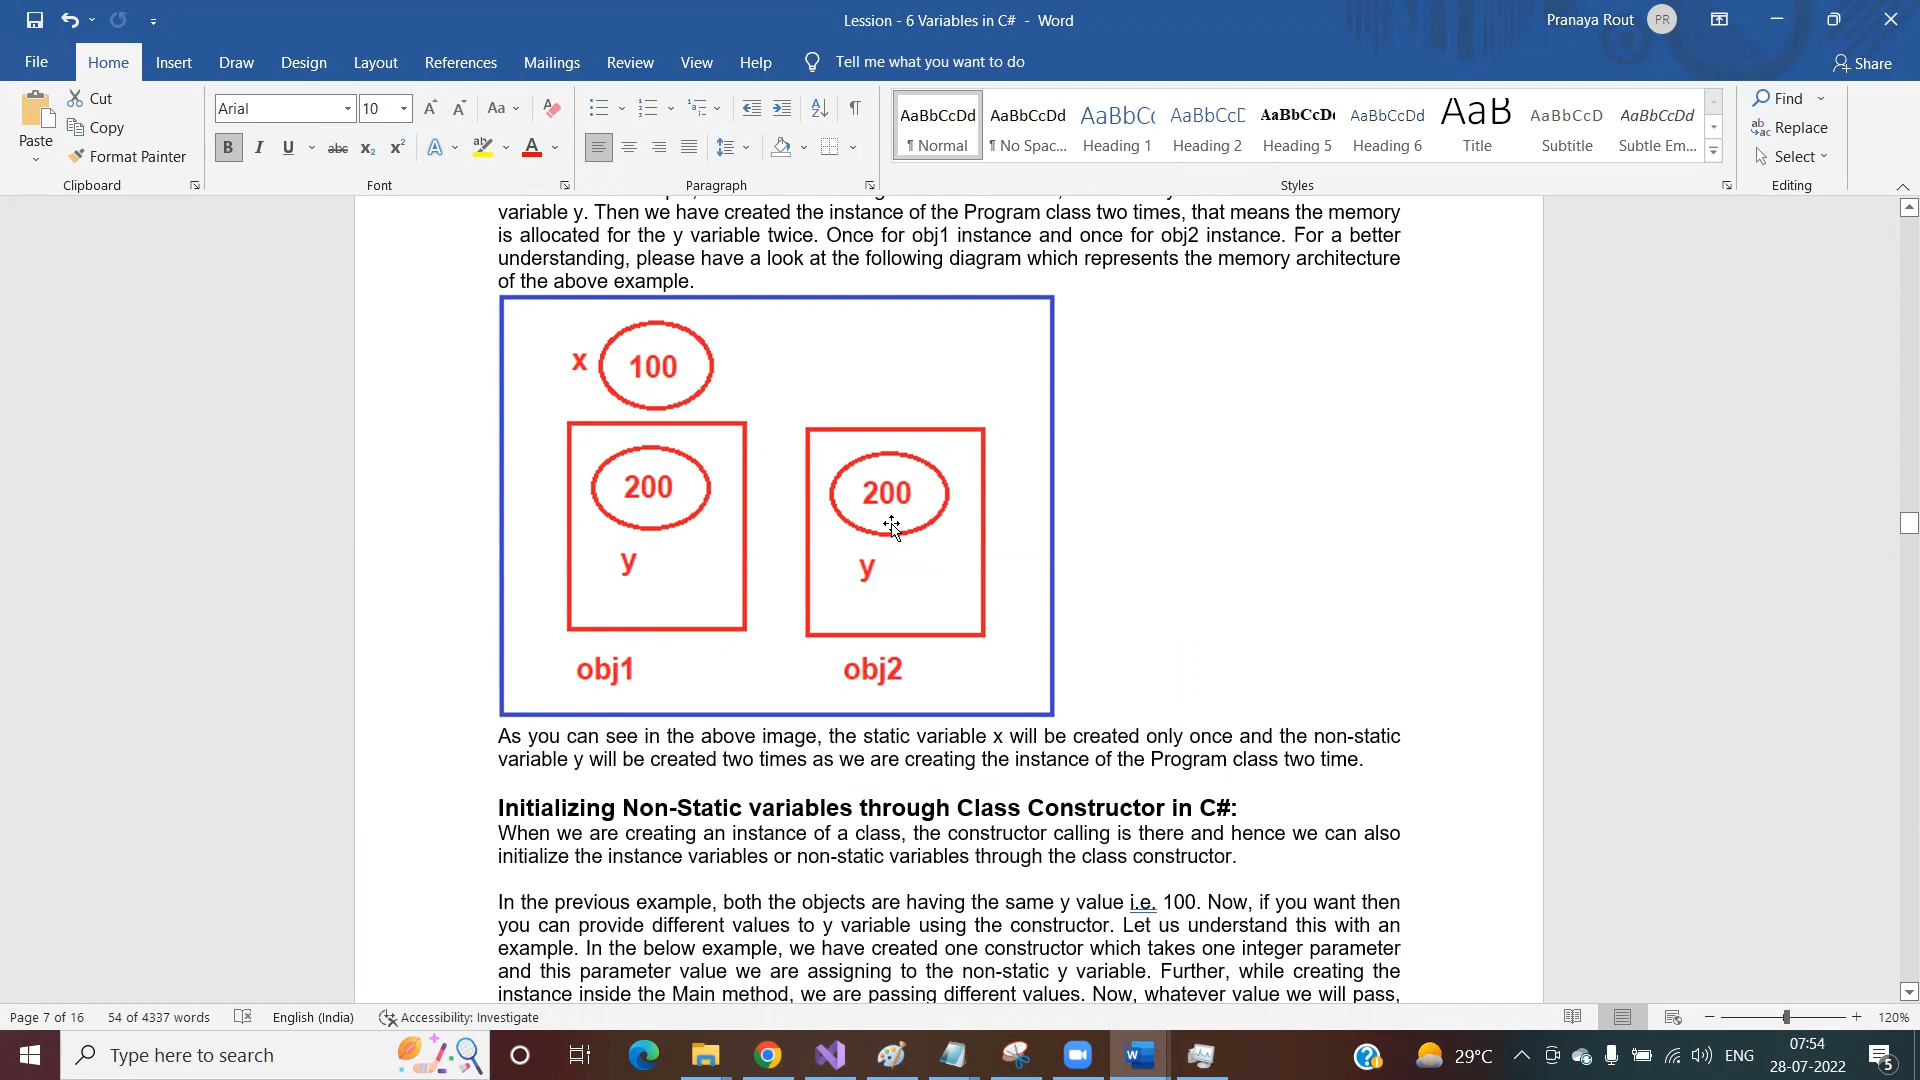 Lession - 6 Variables in C# - Word
Pranaya Rout PR
File Home Insert Draw Design Layout References Mailings Review View Help Tell me what you want to do Share
Paste
Cut
Copy
Format Painter
Clipboard
Arial 10 Aa
B I U abc x₂ x² A ab A
Font
Paragraph
AaBbCcDd AaBbCcDd AaBbC( AaBbCcE AaBbCcD( AaBbCcDd AaB AaBbCcD AaBbCcDd
¶ Normal ¶ No Spac... Heading 1 Heading 2 Heading 5 Heading 6 Title Subtitle Subtle Em...
Styles
Find
Replace
Select
Editing
variable y. Then we have created the instance of the Program class two times, that means the memory
is allocated for the y variable twice. Once for obj1 instance and once for obj2 instance. For a better
understanding, please have a look at the following diagram which represents the memory architecture
of the above example.
x 100
200 200
y y
obj1 obj2
As you can see in the above image, the static variable x will be created only once and the non-static
variable y will be created two times as we are creating the instance of the Program class two time.
Initializing Non-Static variables through Class Constructor in C#:
When we are creating an instance of a class, the constructor calling is there and hence we can also
initialize the instance variables or non-static variables through the class constructor.
In the previous example, both the objects are having the same y value i.e. 100. Now, if you want then
you can provide different values to y variable using the constructor. Let us understand this with an
example. In the below example, we have created one constructor which takes one integer parameter
and this parameter value we are assigning to the non-static y variable. Further, while creating the
instance inside the Main method, we are passing different values. Now, whatever value we will pass,
Page 7 of 16 54 of 4337 words English (India) Accessibility: Investigate 120%
Type here to search
29°C ENG
07:54
28-07-2022
5